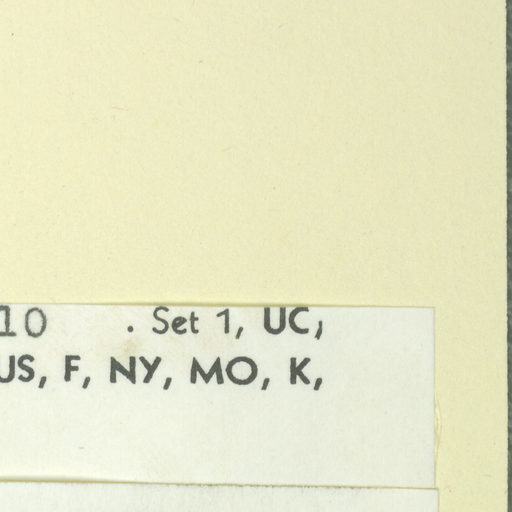 10 . Set 1, UC,
US, F, NY, MO, K,